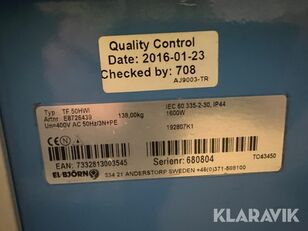 Quality Control
Date: 2016-01-23
Checked by: 708
AJ9003-TR
Typ TF 50HWI
Artnr: E8726439 138,00kg
Um=400V AC 50Hz/3N+PE
IEC 60 335-2-30, IP44
1600W
192807K1
EAN: 7332813003545
Serienr: 680804
TD43450
El-BJÖRN
334 21 ANDERSTORP SWEDEN +46(0)371-588100
KLARAVIK